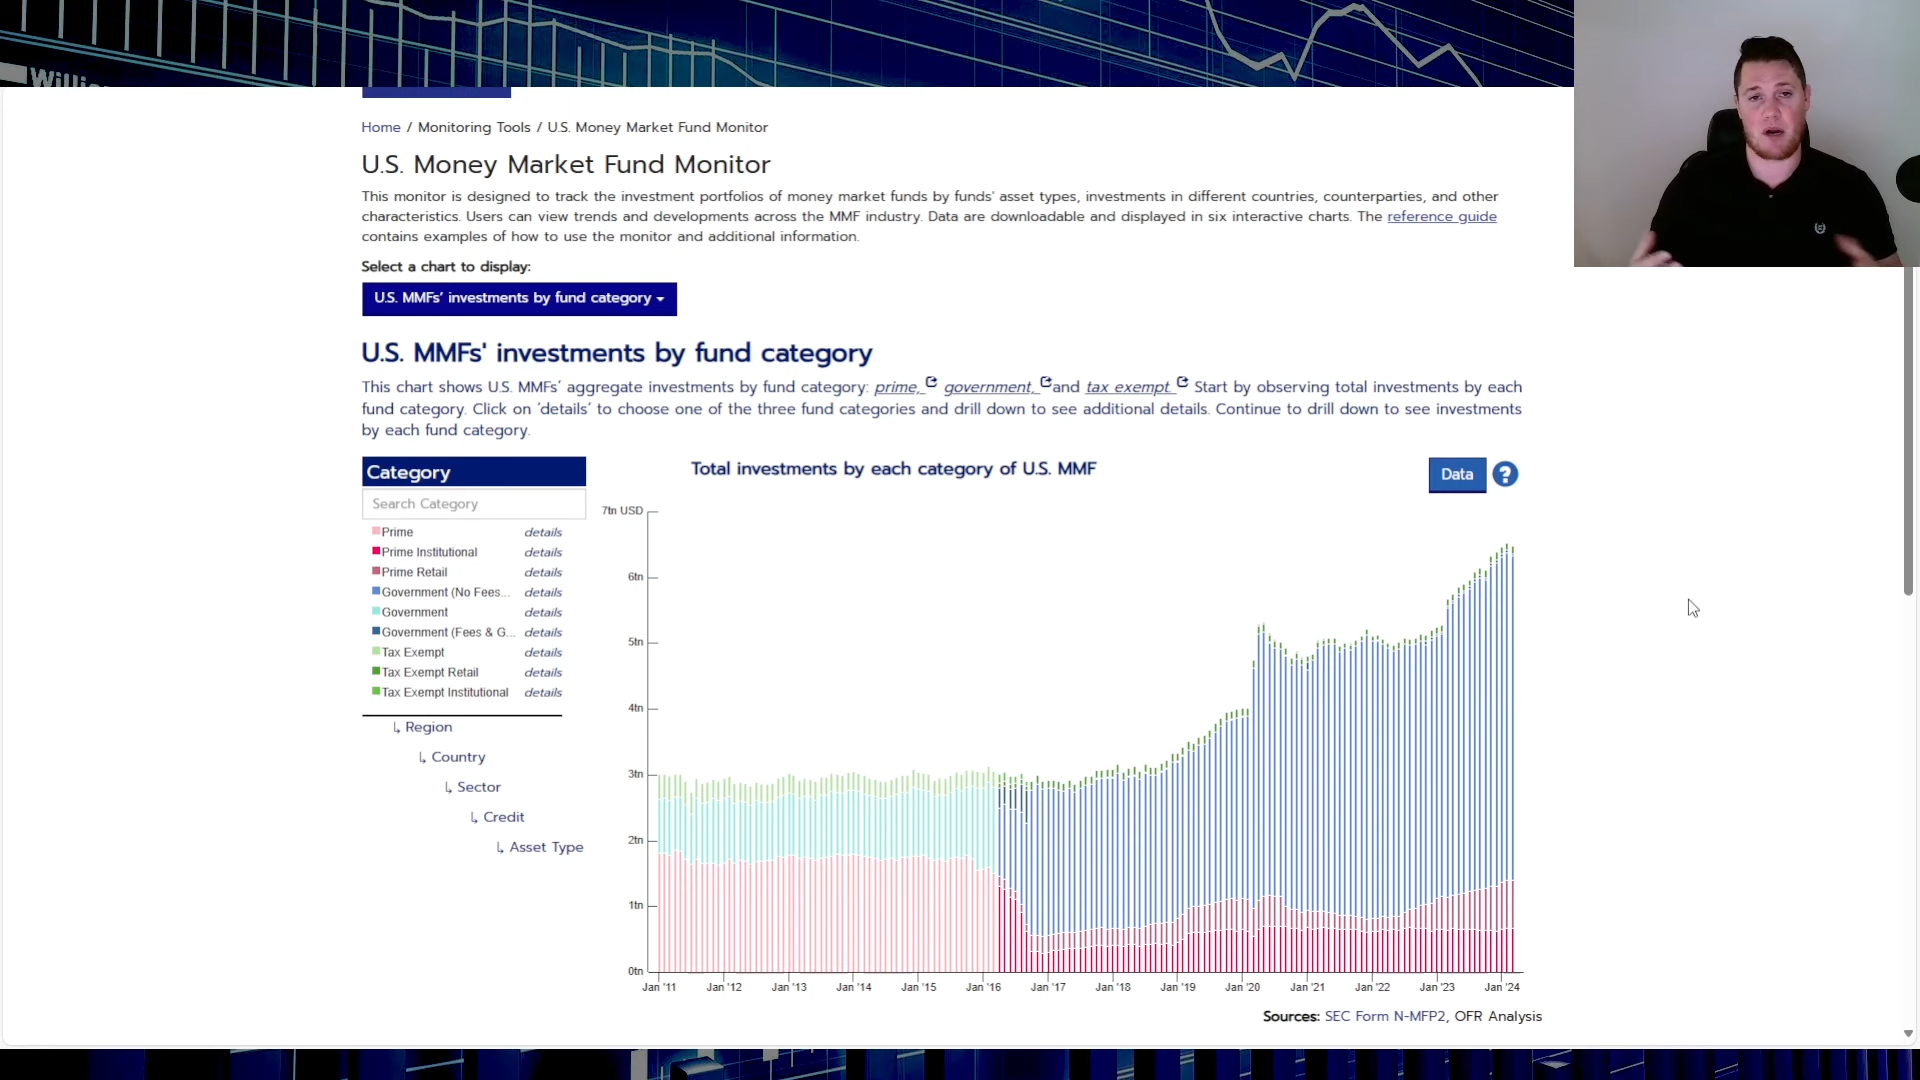 Home / Monitoring Tools / U.S. Money Market Fund Monitor
U.S. Money Market Fund Monitor
This monitor is designed to track the investment portfolios of money market funds by funds' asset types, investments in different countries, counterparties, and other
characteristics. Users can view trends and developments across the MMF industry. Data are downloadable and displayed in six interactive charts. The reference guide
contains examples of how to use the monitor and additional information.
Select a chart to display:
U.S. MMFs' investments by fund category
U.S. MMFs' investments by fund category
This chart shows U.S. MMFs' aggregate investments by fund category: prime, government, and tax exempt. Start by observing total investments by each
fund category. Click on 'details' to choose one of the three fund categories and drill down to see additional details. Continue to drill down to see investments
by each fund category.
Category
Search Category
Prime details
Prime Institutional details
Prime Retail details
Government (No Fees... details
Government details
Government (Fees & G... details
Tax Exempt details
Tax Exempt Retail details
Tax Exempt Institutional details
Region
Country
Sector
Credit
Asset Type
Total investments by each category of U.S. MMF
Data ?
7tn USD
6tn
5tn
4tn
3tn
2tn
1tn
0tn
Jan '11 Jan '12 Jan '13 Jan '14 Jan '15 Jan '16 Jan '17 Jan '18 Jan '19 Jan '20 Jan '21 Jan '22 Jan '23 Jan '24
Sources: SEC Form N-MFP2, OFR Analysis